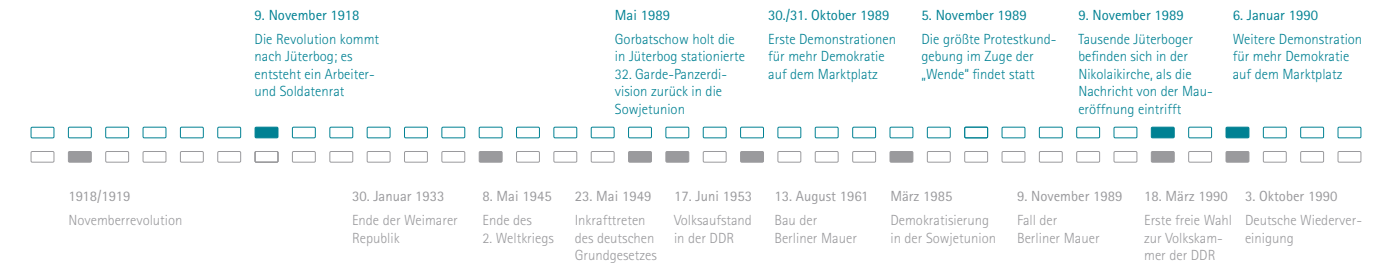 9. November 1918
Die Revolution kommt
nach Jüterbog; es
entsteht ein Arbeiter-
und Soldatenrat
Mai 1989
Gorbatschow holt die
in Jüterbog stationierte
32. Garde-Panzerdi-
vision zurück in die
Sowjetunion
30./31. Oktober 1989
Erste Demonstrationen
für mehr Demokratie
auf dem Marktplatz
5. November 1989
Die größte Protestkund-
gebung im Zuge der
„Wende“ findet statt
9. November 1989
Tausende Jüterboger
befinden sich in der
Nikolaikirche, als die
Nachricht von der Mau-
eröffnung eintrifft
6. Januar 1990
Weitere Demonstration
für mehr Demokratie
auf dem Marktplatz
1918/1919
Novemberrevolution
30. Januar 1933
Ende der Weimarer
Republik
8. Mai 1945
Ende des
2. Weltkriegs
23. Mai 1949
Inkrafttreten
des deutschen
Grundgesetzes
17. Juni 1953
Volksaufstand
in der DDR
13. August 1961
Bau der
Berliner Mauer
März 1985
Demokratisierung
in der Sowjetunion
9. November 1989
Fall der
Berliner Mauer
18. März 1990
Erste freie Wahl
zur Volkskam-
mer der DDR
3. Oktober 1990
Deutsche Wiederver-
einigung